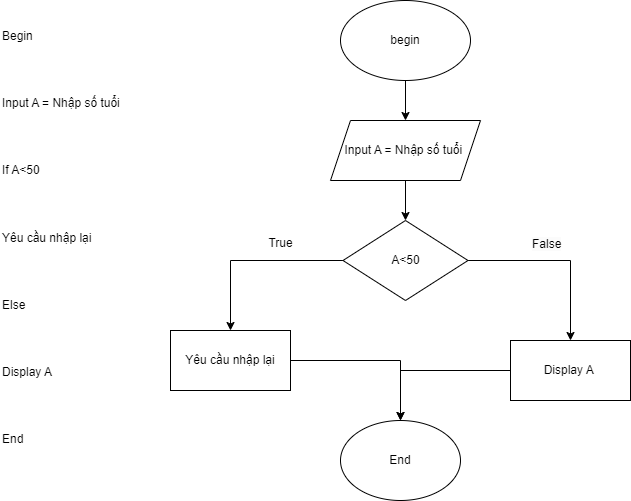 Begin
Input A = Nhập số tuổi
If A<50
Yêu cầu nhập lại
Else
Display A
End
begin
Input A = Nhập số tuổi
A<50
True
False
Yêu cầu nhập lại
Display A
End